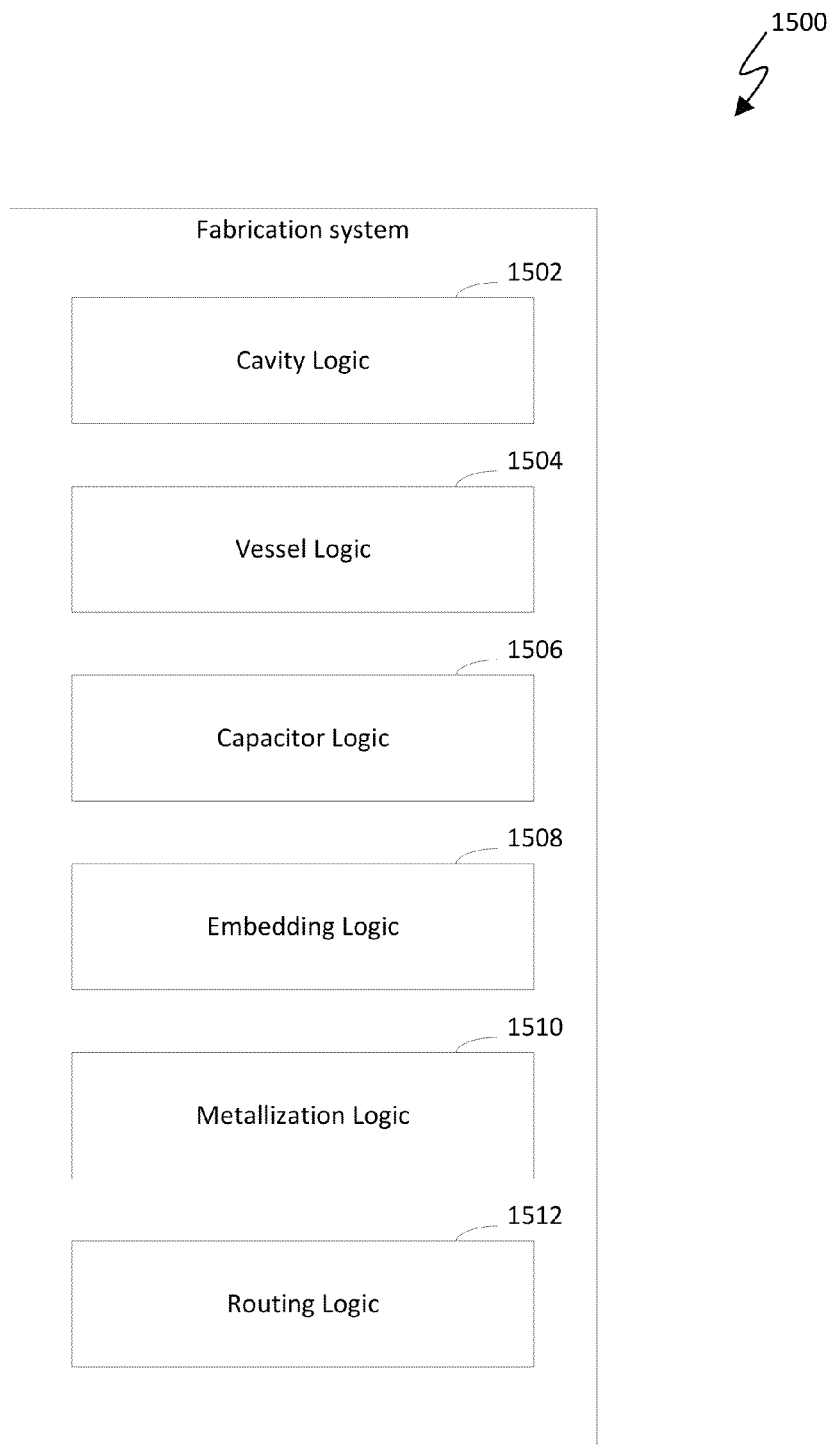 1500
Fabrication system
1502
Cavity Logic
1504
Vessel Logic
1506
Capacitor Logic
1508
Embedding Logic
1510
Metallization Logic
1512
Routing Logic